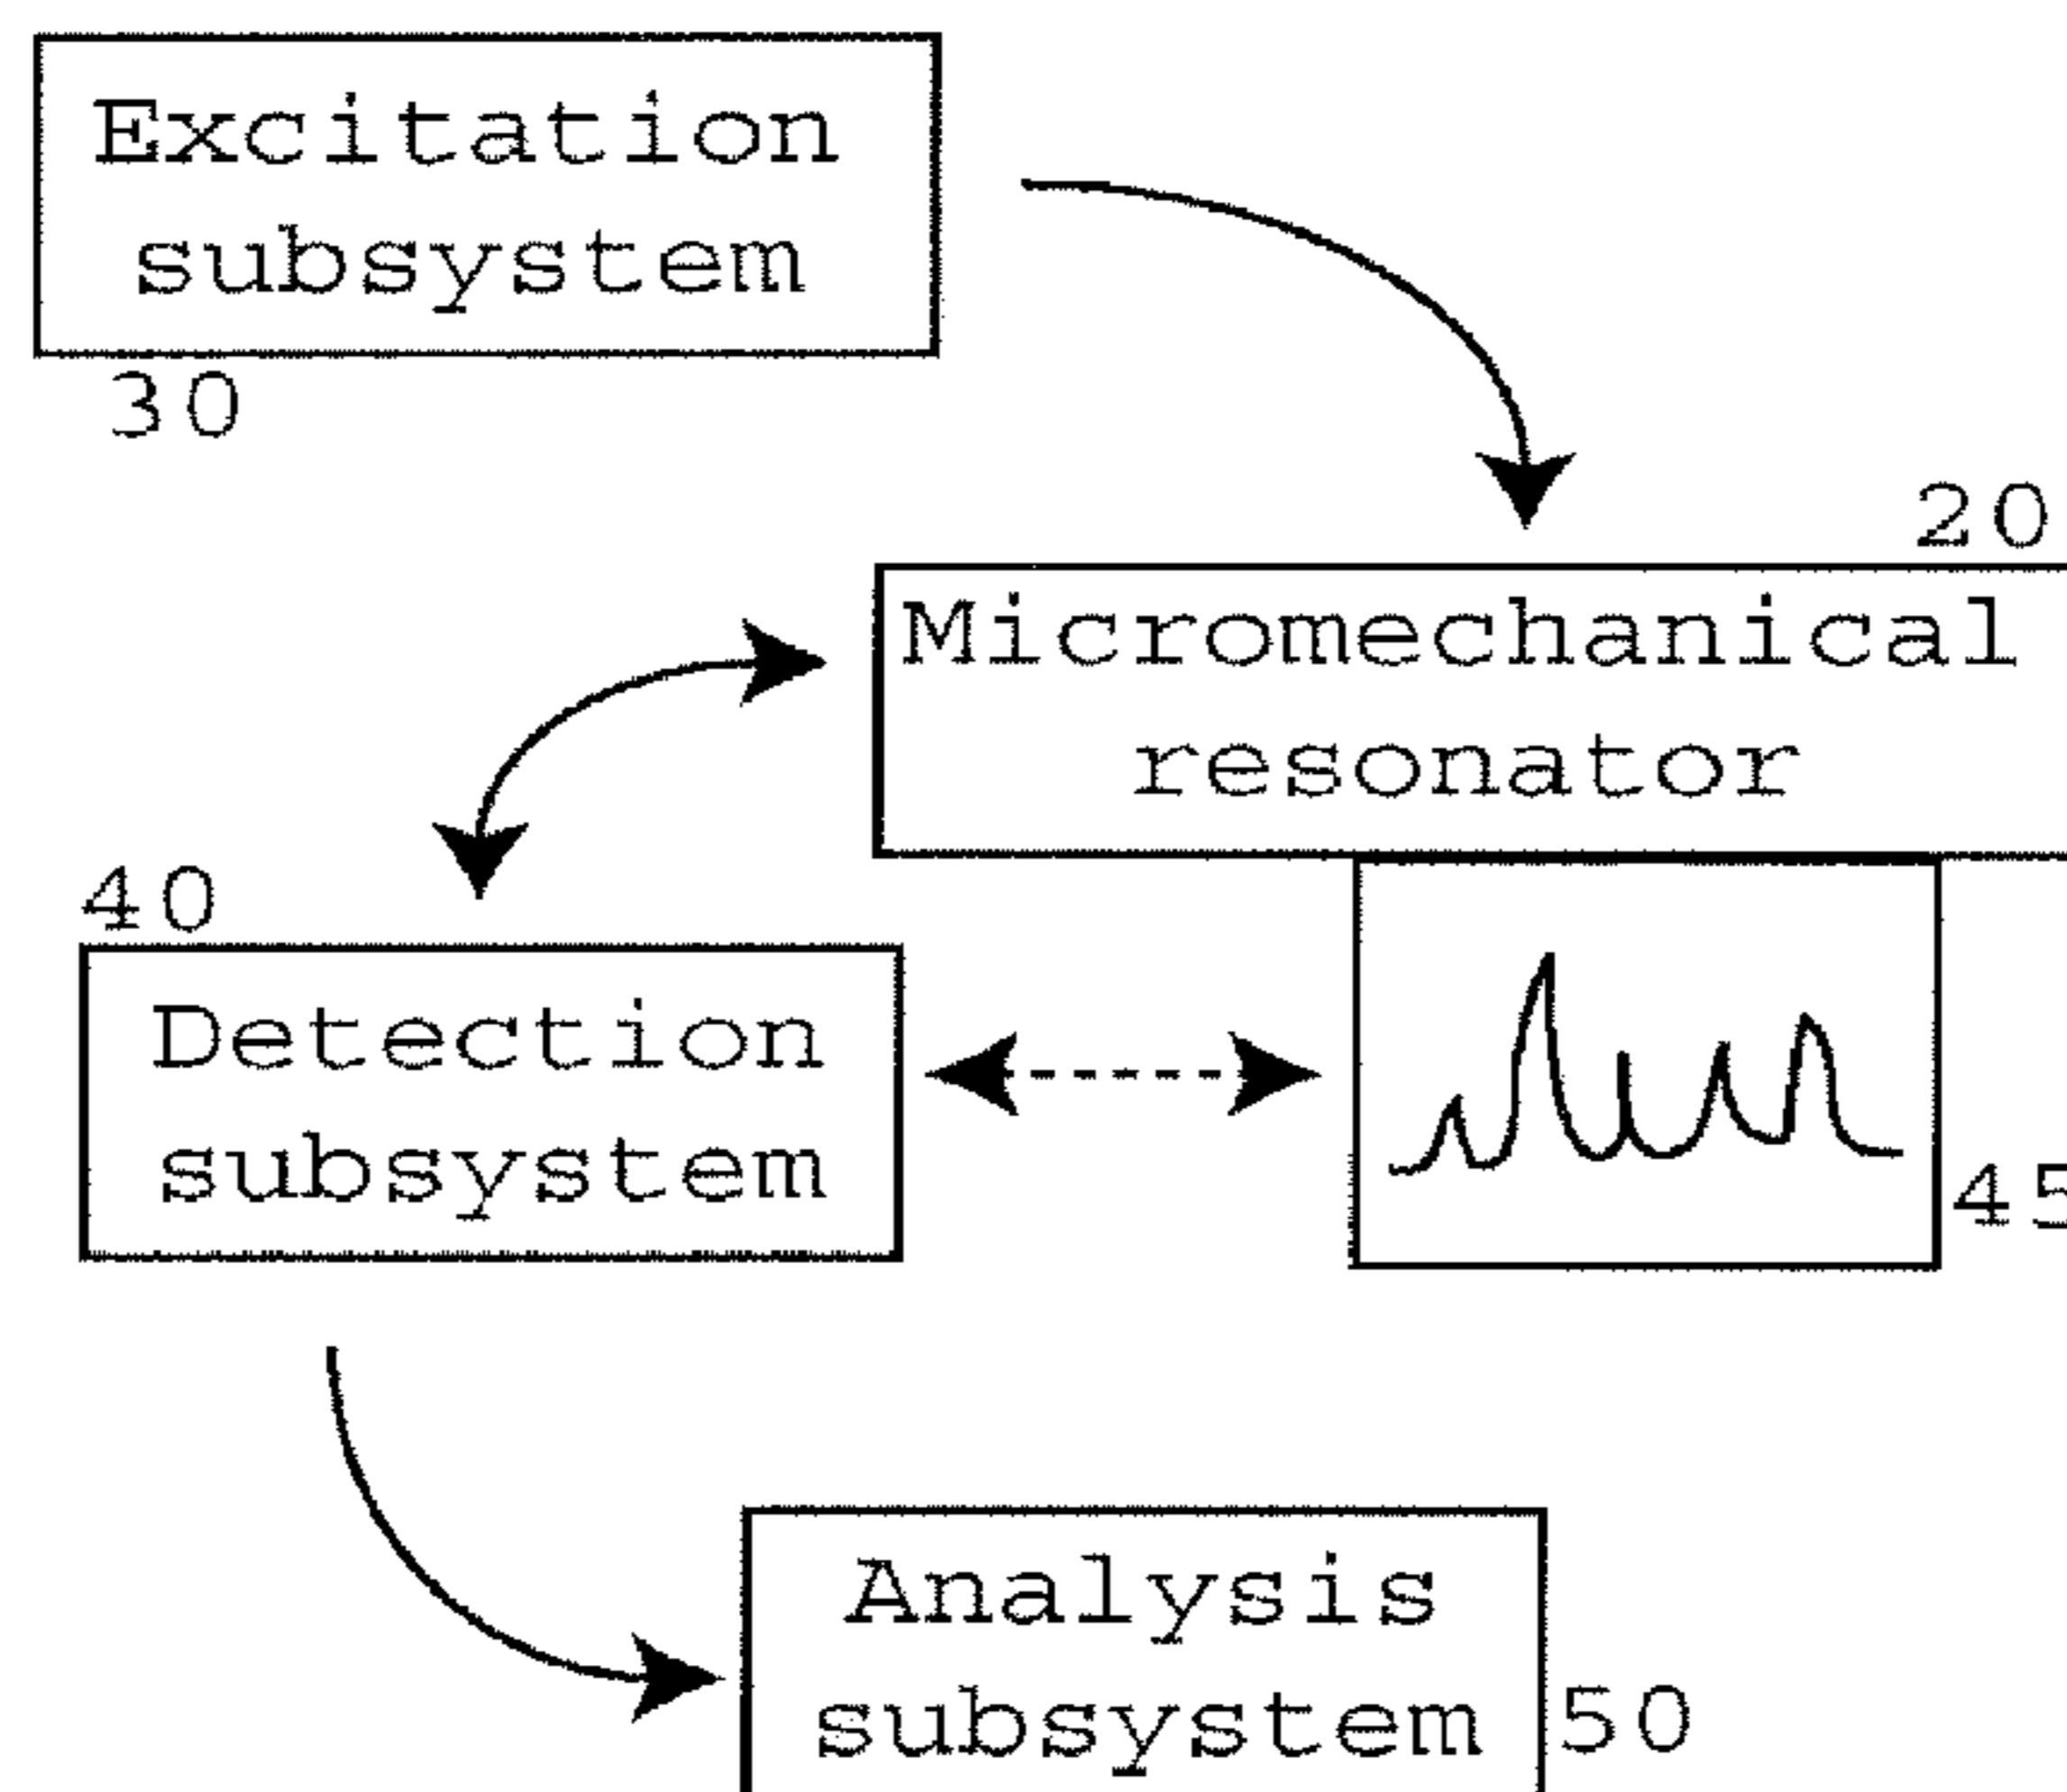 Excitation
subsystem
30
20
Micromechanical
resonator
40
Detection
subsystem
45
Analysis
subsystem
50